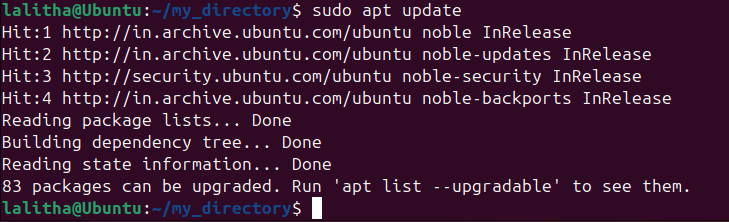 lalitha@Ubuntu:~/my_directory$ sudo apt update
Hit:1 http://in.archive.ubuntu.com/ubuntu noble InRelease
Hit:2 http://in.archive.ubuntu.com/ubuntu noble-updates InRelease
Hit:3 http://security.ubuntu.com/ubuntu noble-security InRelease
Hit:4 http://in.archive.ubuntu.com/ubuntu noble-backports InRelease
Reading package lists... Done
Building dependency tree... Done
Reading state information... Done
83 packages can be upgraded. Run 'apt list --upgradable' to see them.
lalitha@Ubuntu:~/my_directory$